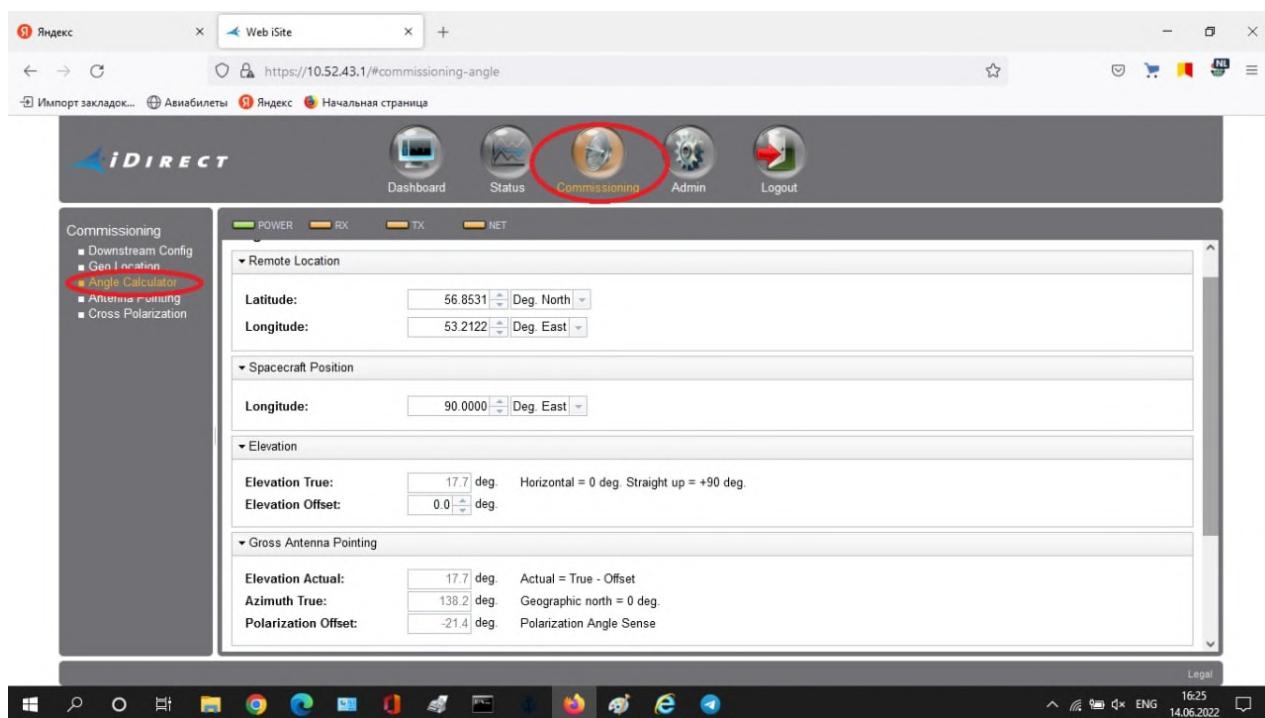 Яндекс
Web iSite
https://10.52.43.1/#commissioning-angle
Импорт закладок...
Авиабилеты
Яндекс
Начальная страница
iDIRECT
Dashboard
Status
Commissioning
Admin
Logout
Commissioning
Downstream Config
Geo Location
Angle Calculator
Antenna Pointing
Cross Polarization
POWER RX TX NET
Remote Location
Latitude: 56.8531 Deg. North
Longitude: 53.2122 Deg. East
Spacecraft Position
Longitude: 90.0000 Deg. East
Elevation
Elevation True: 17.7 deg. Horizontal = 0 deg. Straight up = +90 deg.
Elevation Offset: 0.0 deg.
Gross Antenna Pointing
Elevation Actual: 17.7 deg. Actual = True - Offset
Azimuth True: 138.2 deg. Geographic north = 0 deg.
Polarization Offset: -21.4 deg. Polarization Angle Sense
Legal
ENG
16:25
14.06.2022
NL